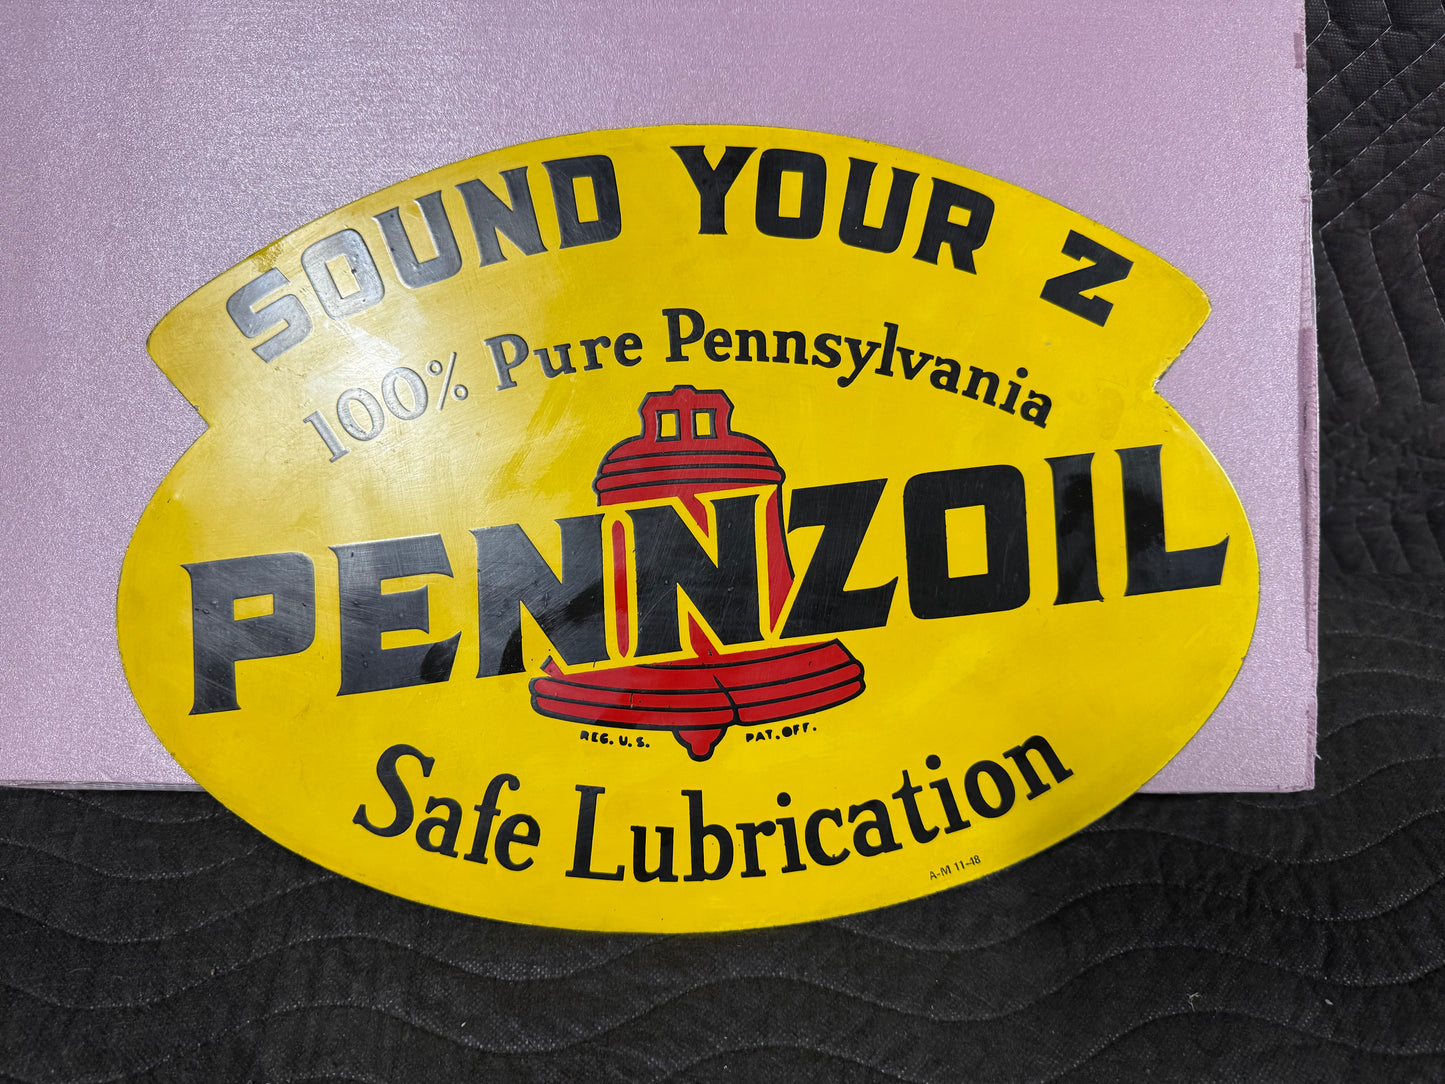 SOUND YOUR Z
100% Pure Pennsylvania
PENNZOIL
REG. U. S. PAT. OFF.
Safe Lubrication
A-M 11-48